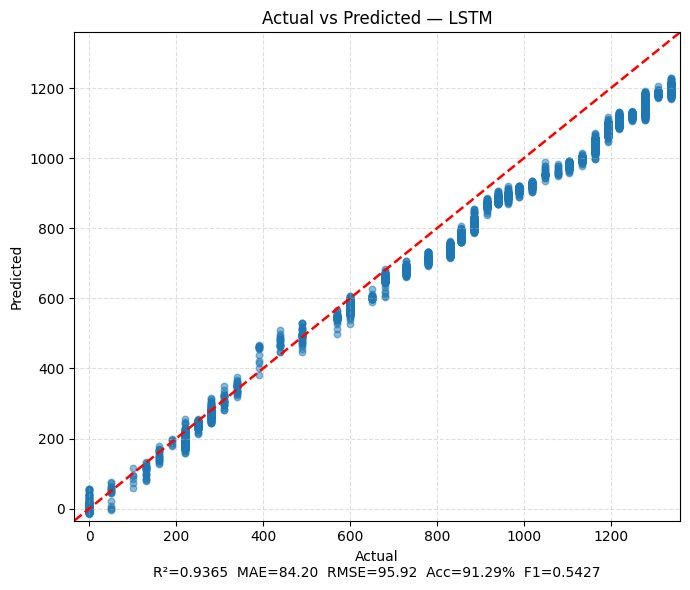 Actual vs Predicted — LSTM
Predicted
1200
1000
800
600
400
200
0
0 200 400 600 800 1000 1200
Actual
R²=0.9365 MAE=84.20 RMSE=95.92 Acc=91.29% F1=0.5427